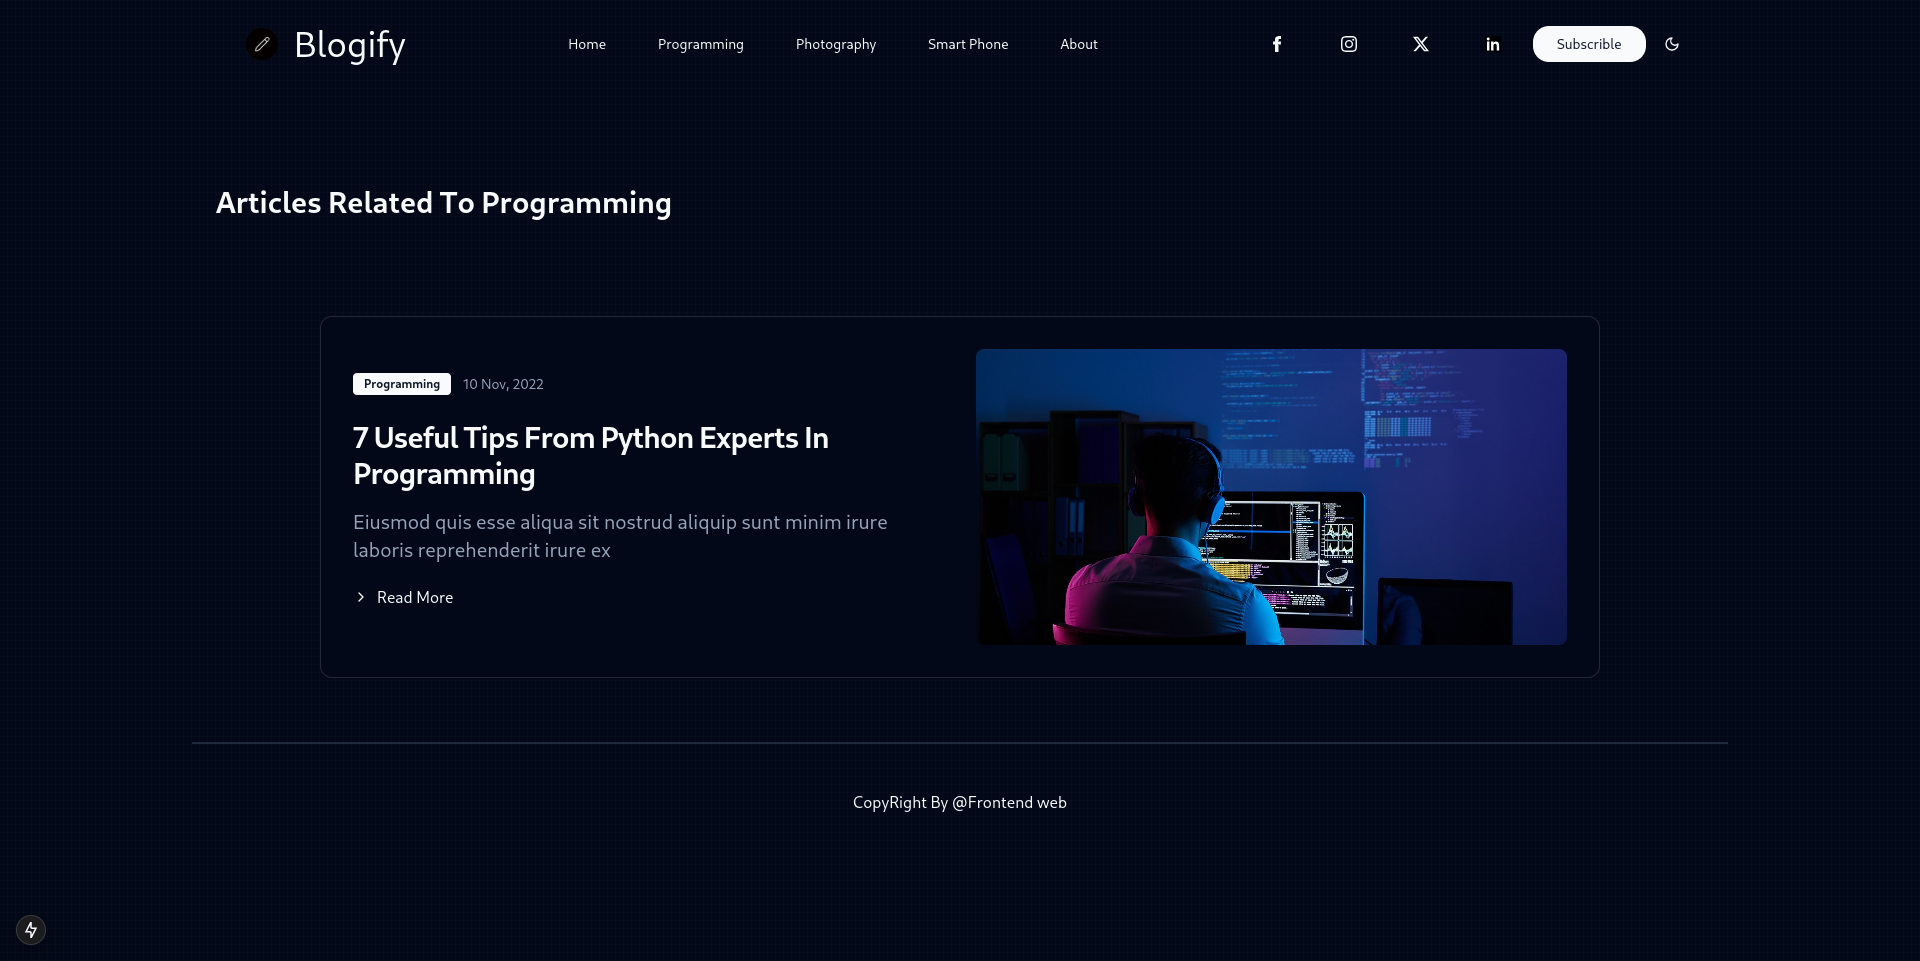 Blogify
Home Programming Photography Smart Phone About Subscrible
Articles Related To Programming
Programming 10 Nov, 2022
7 Useful Tips From Python Experts In
Programming
Eiusmod quis esse aliqua sit nostrud aliquip sunt minim irure
laboris reprehenderit irure ex
Read More
CopyRight By @Frontend web